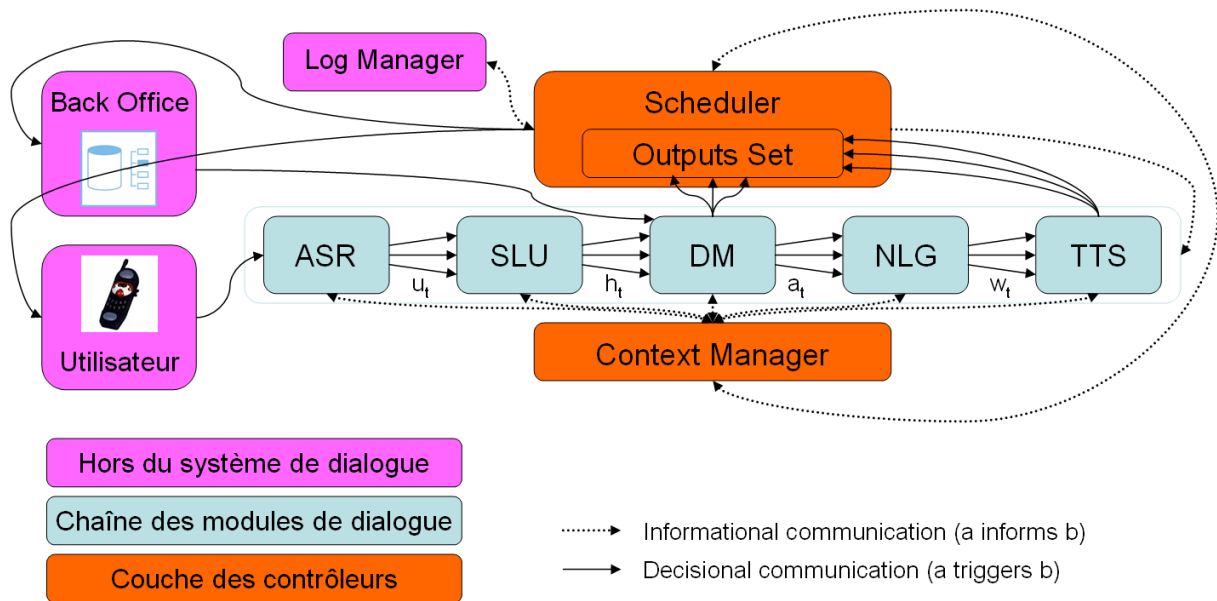 Log Manager
Back Office
Scheduler
Outputs Set
ASR
SLU
DM
NLG
TTS
uₜ
hₜ
aₜ
wₜ
Utilisateur
Context Manager
Hors du système de dialogue
Chaîne des modules de dialogue
Couche des contrôleurs
Informational communication (a informs b)
Decisional communication (a triggers b)